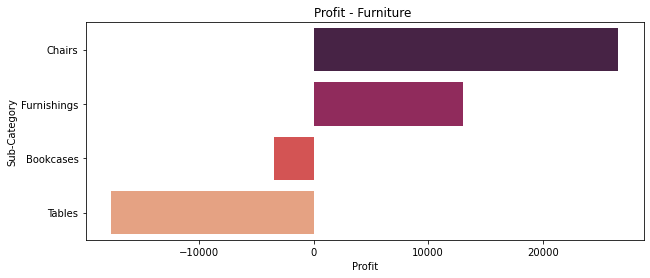 Profit - Furniture
Sub-Category
Chairs
Furnishings
Bookcases
Tables
−10000 0 10000 20000
Profit